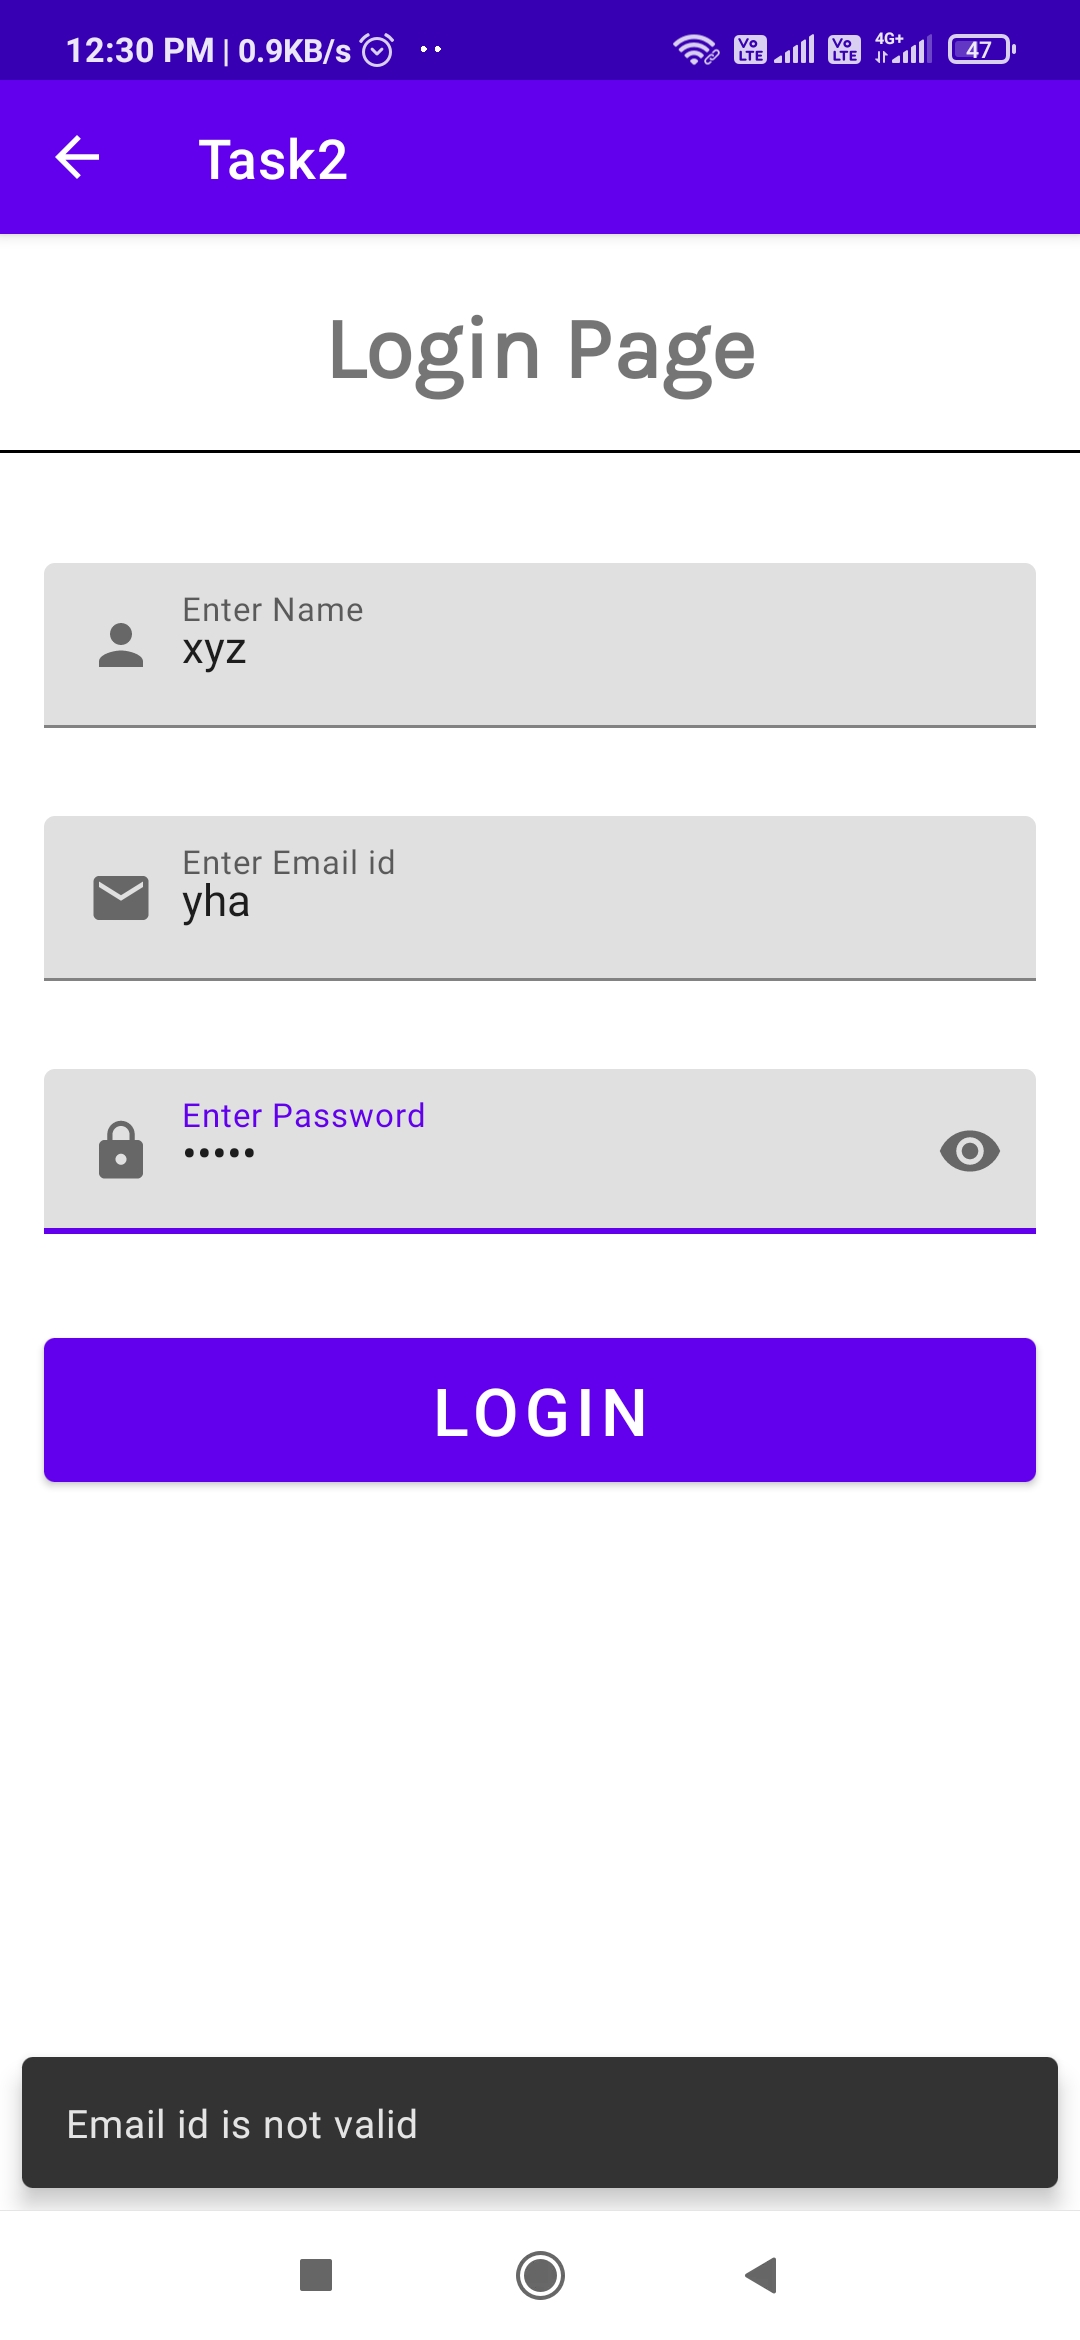 12:30 PM | 0.9KB/s
Vo LTE Vo LTE 4G+ 47
Task2
Login Page
Enter Name
xyz
Enter Email id
yha
Enter Password
•••••
LOGIN
Email id is not valid